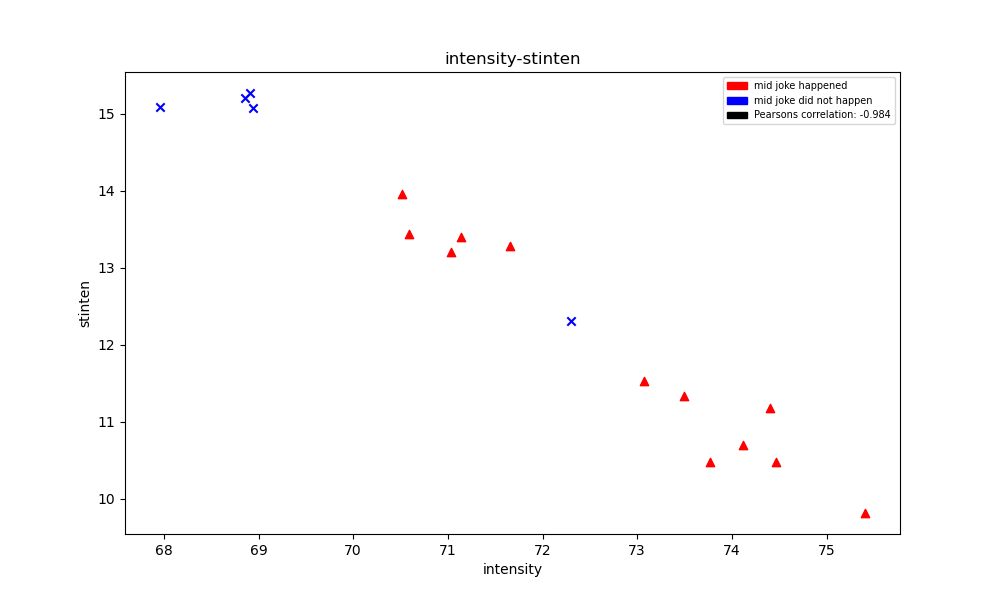 intensity-stinten
mid joke happened
mid joke did not happen
Pearsons correlation: -0.984
15
14
13
12
11
10
stinten
68 69 70 71 72 73 74 75
intensity